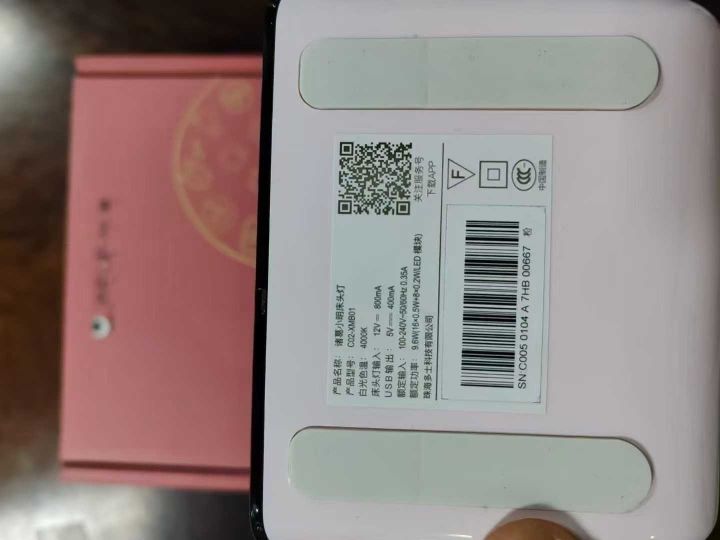 产品名称： 诸葛小明床头灯
产品型号： C02-XMB01
白光色温： 4000K
床头灯输入： 12V⎓ 800mA
USB输出： 5V⎓ 400mA
额定输入： 100-240V~50/60Hz 0.35A
额定功率： 9.6W(16×0.5W+8×0.2W/LED 模块)
珠海多士科技有限公司
关注服务号
下载APP
F
CCC
中国制造
SN C005 0104 A 7HB 00667 粉